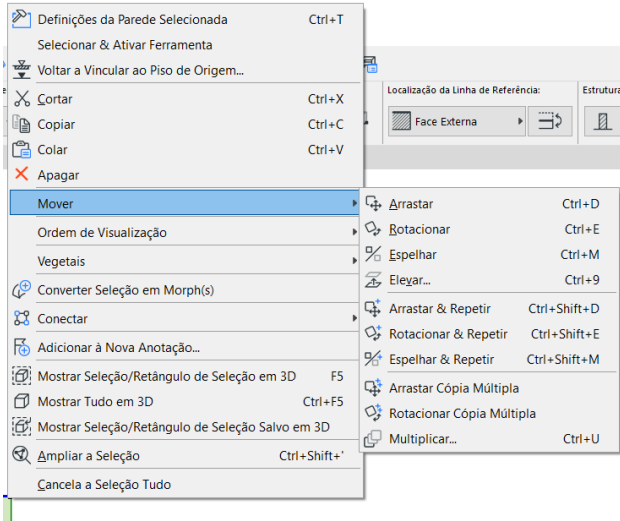 Definições da Parede Selecionada Ctrl+T
Selecionar & Ativar Ferramenta
Voltar a Vincular ao Piso de Origem...
Cortar Ctrl+X
Copiar Ctrl+C
Colar Ctrl+V
Apagar
Mover
Ordem de Visualização
Vegetais
Converter Seleção em Morph(s)
Conectar
Adicionar à Nova Anotação...
Mostrar Seleção/Retângulo de Seleção em 3D F5
Mostrar Tudo em 3D Ctrl+F5
Mostrar Seleção/Retângulo de Seleção Salvo em 3D
Ampliar a Seleção Ctrl+Shift+'
Cancela a Seleção Tudo
Localização da Linha de Referência:
Estrutura
Face Externa
Arrastar Ctrl+D
Rotacionar Ctrl+E
Espelhar Ctrl+M
Elevar... Ctrl+9
Arrastar & Repetir Ctrl+Shift+D
Rotacionar & Repetir Ctrl+Shift+E
Espelhar & Repetir Ctrl+Shift+M
Arrastar Cópia Múltipla
Rotacionar Cópia Múltipla
Multiplicar... Ctrl+U